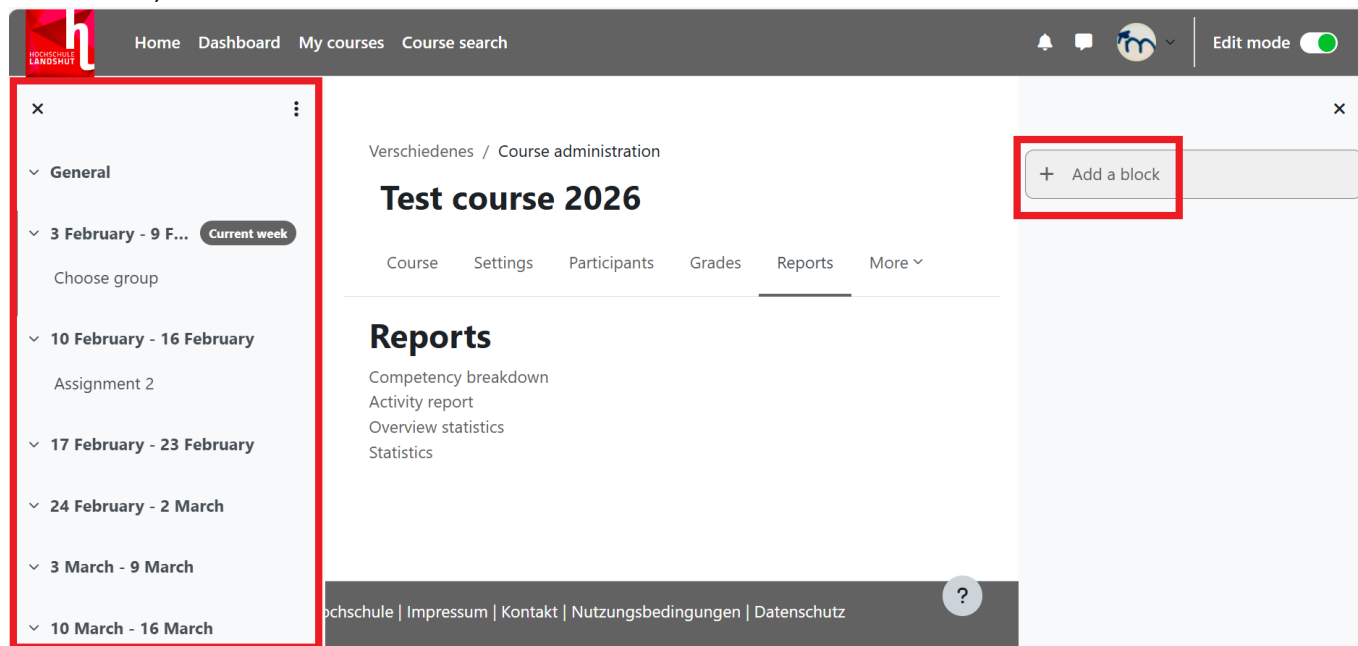 HOCHSCHULE
LANDSHUT
Home Dashboard My courses Course search
Edit mode
General
3 February - 9 F... Current week
Choose group
10 February - 16 February
Assignment 2
17 February - 23 February
24 February - 2 March
3 March - 9 March
10 March - 16 March
Verschiedenes / Course administration
Test course 2026
Course Settings Participants Grades Reports More
Reports
Competency breakdown
Activity report
Overview statistics
Statistics
| Impressum | Kontakt | Nutzungsbedingungen | Datenschutz
?
+ Add a block